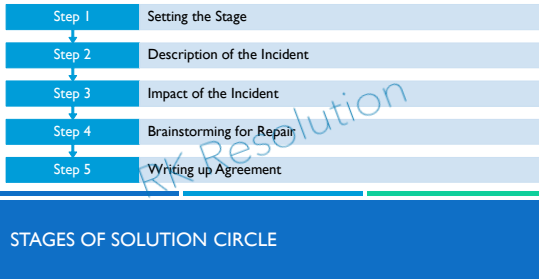 Step 1 Setting the Stage
Step 2 Description of the Incident
Step 3 Impact of the Incident
Step 4 Brainstorming for Repair
Step 5 Writing up Agreement
RK Resolution
STAGES OF SOLUTION CIRCLE